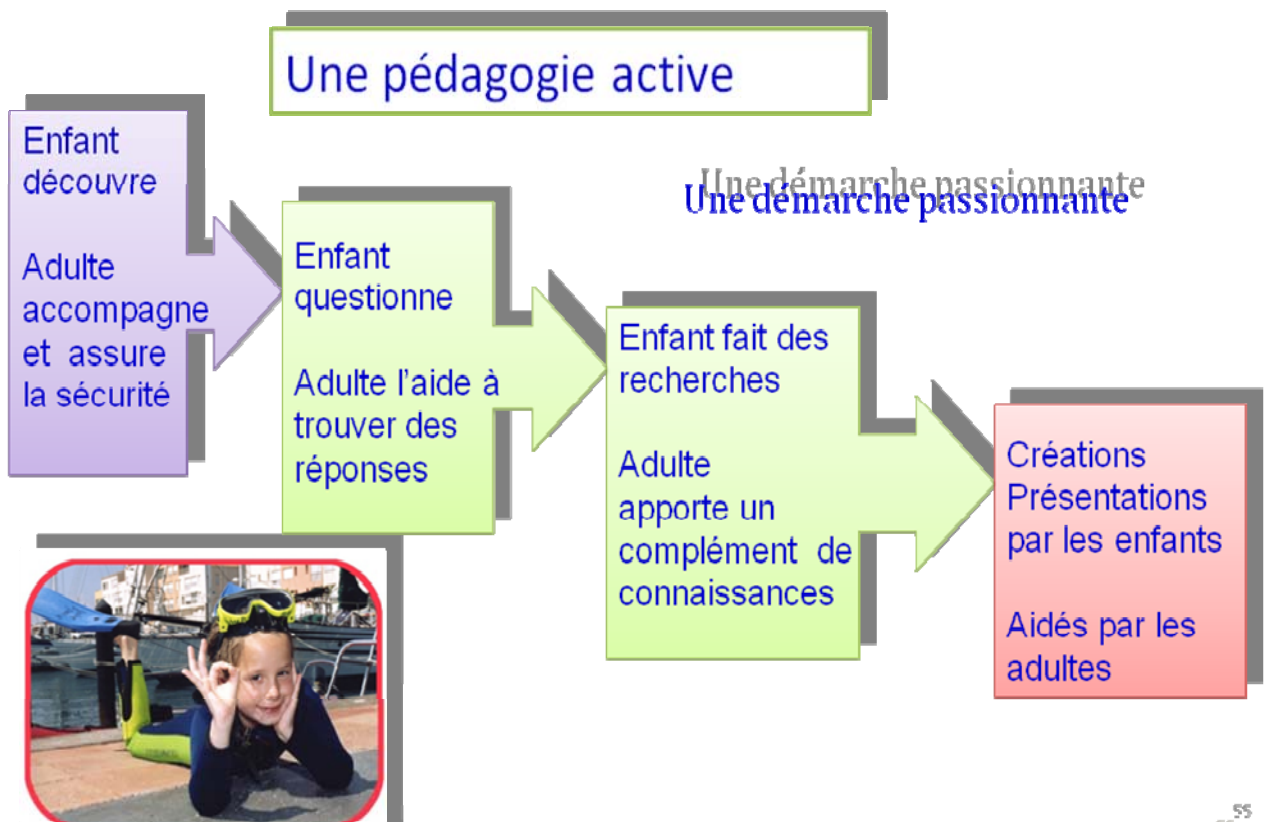 Une pédagogie active
Une démarche passionnante
Enfant
découvre
Adulte
accompagne
et assure
la sécurité
Enfant
questionne
Adulte l'aide à
trouver des
réponses
Enfant fait des
recherches
Adulte
apporte un
complément de
connaissances
Créations
Présentations
par les enfants
Aidés par les
adultes
55